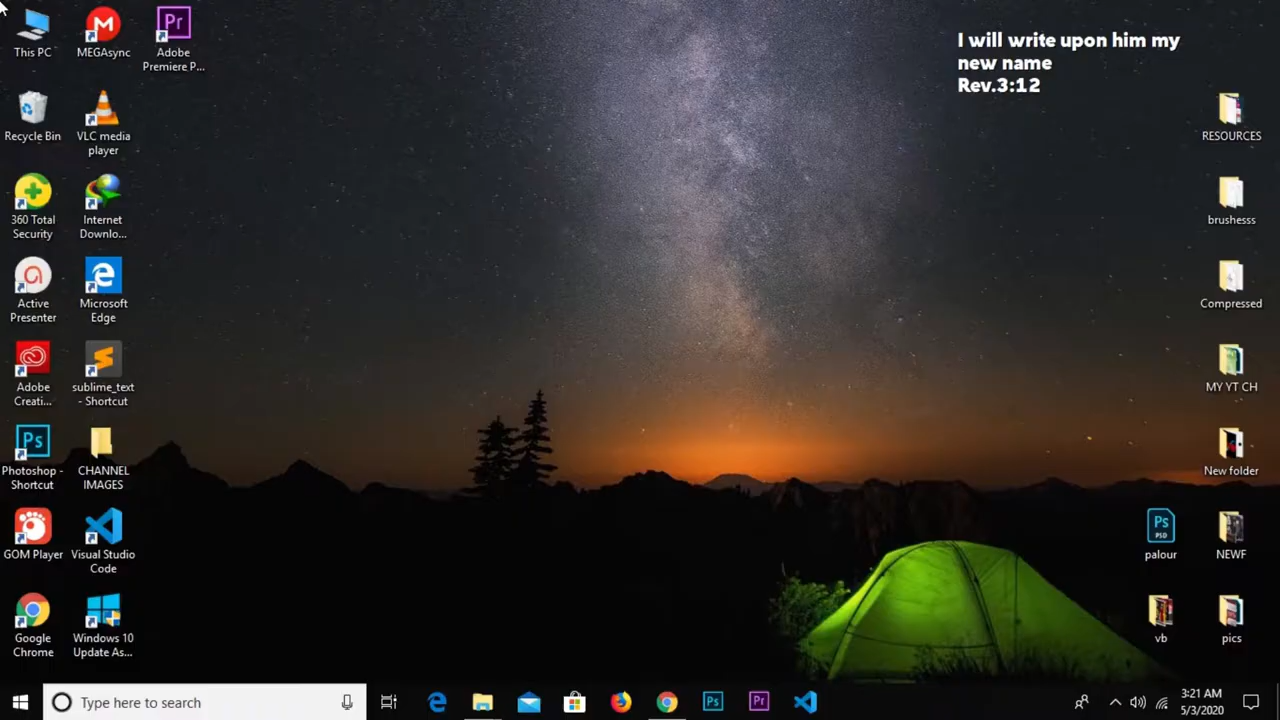 This PC
MEGAsync
Adobe
Premiere P...
Recycle Bin
VLC media
player
360 Total
Security
Internet
Downlo...
Active
Presenter
Microsoft
Edge
Adobe
Creati...
sublime_text
- Shortcut
Photoshop -
Shortcut
CHANNEL
IMAGES
GOM Player
Visual Studio
Code
Google
Chrome
Windows 10
Update As...
I will write upon him my
new name
Rev.3:12
RESOURCES
brushesss
Compressed
MY YT CH
New folder
palour
NEWF
vb
pics
Type here to search
3:21 AM
5/3/2020